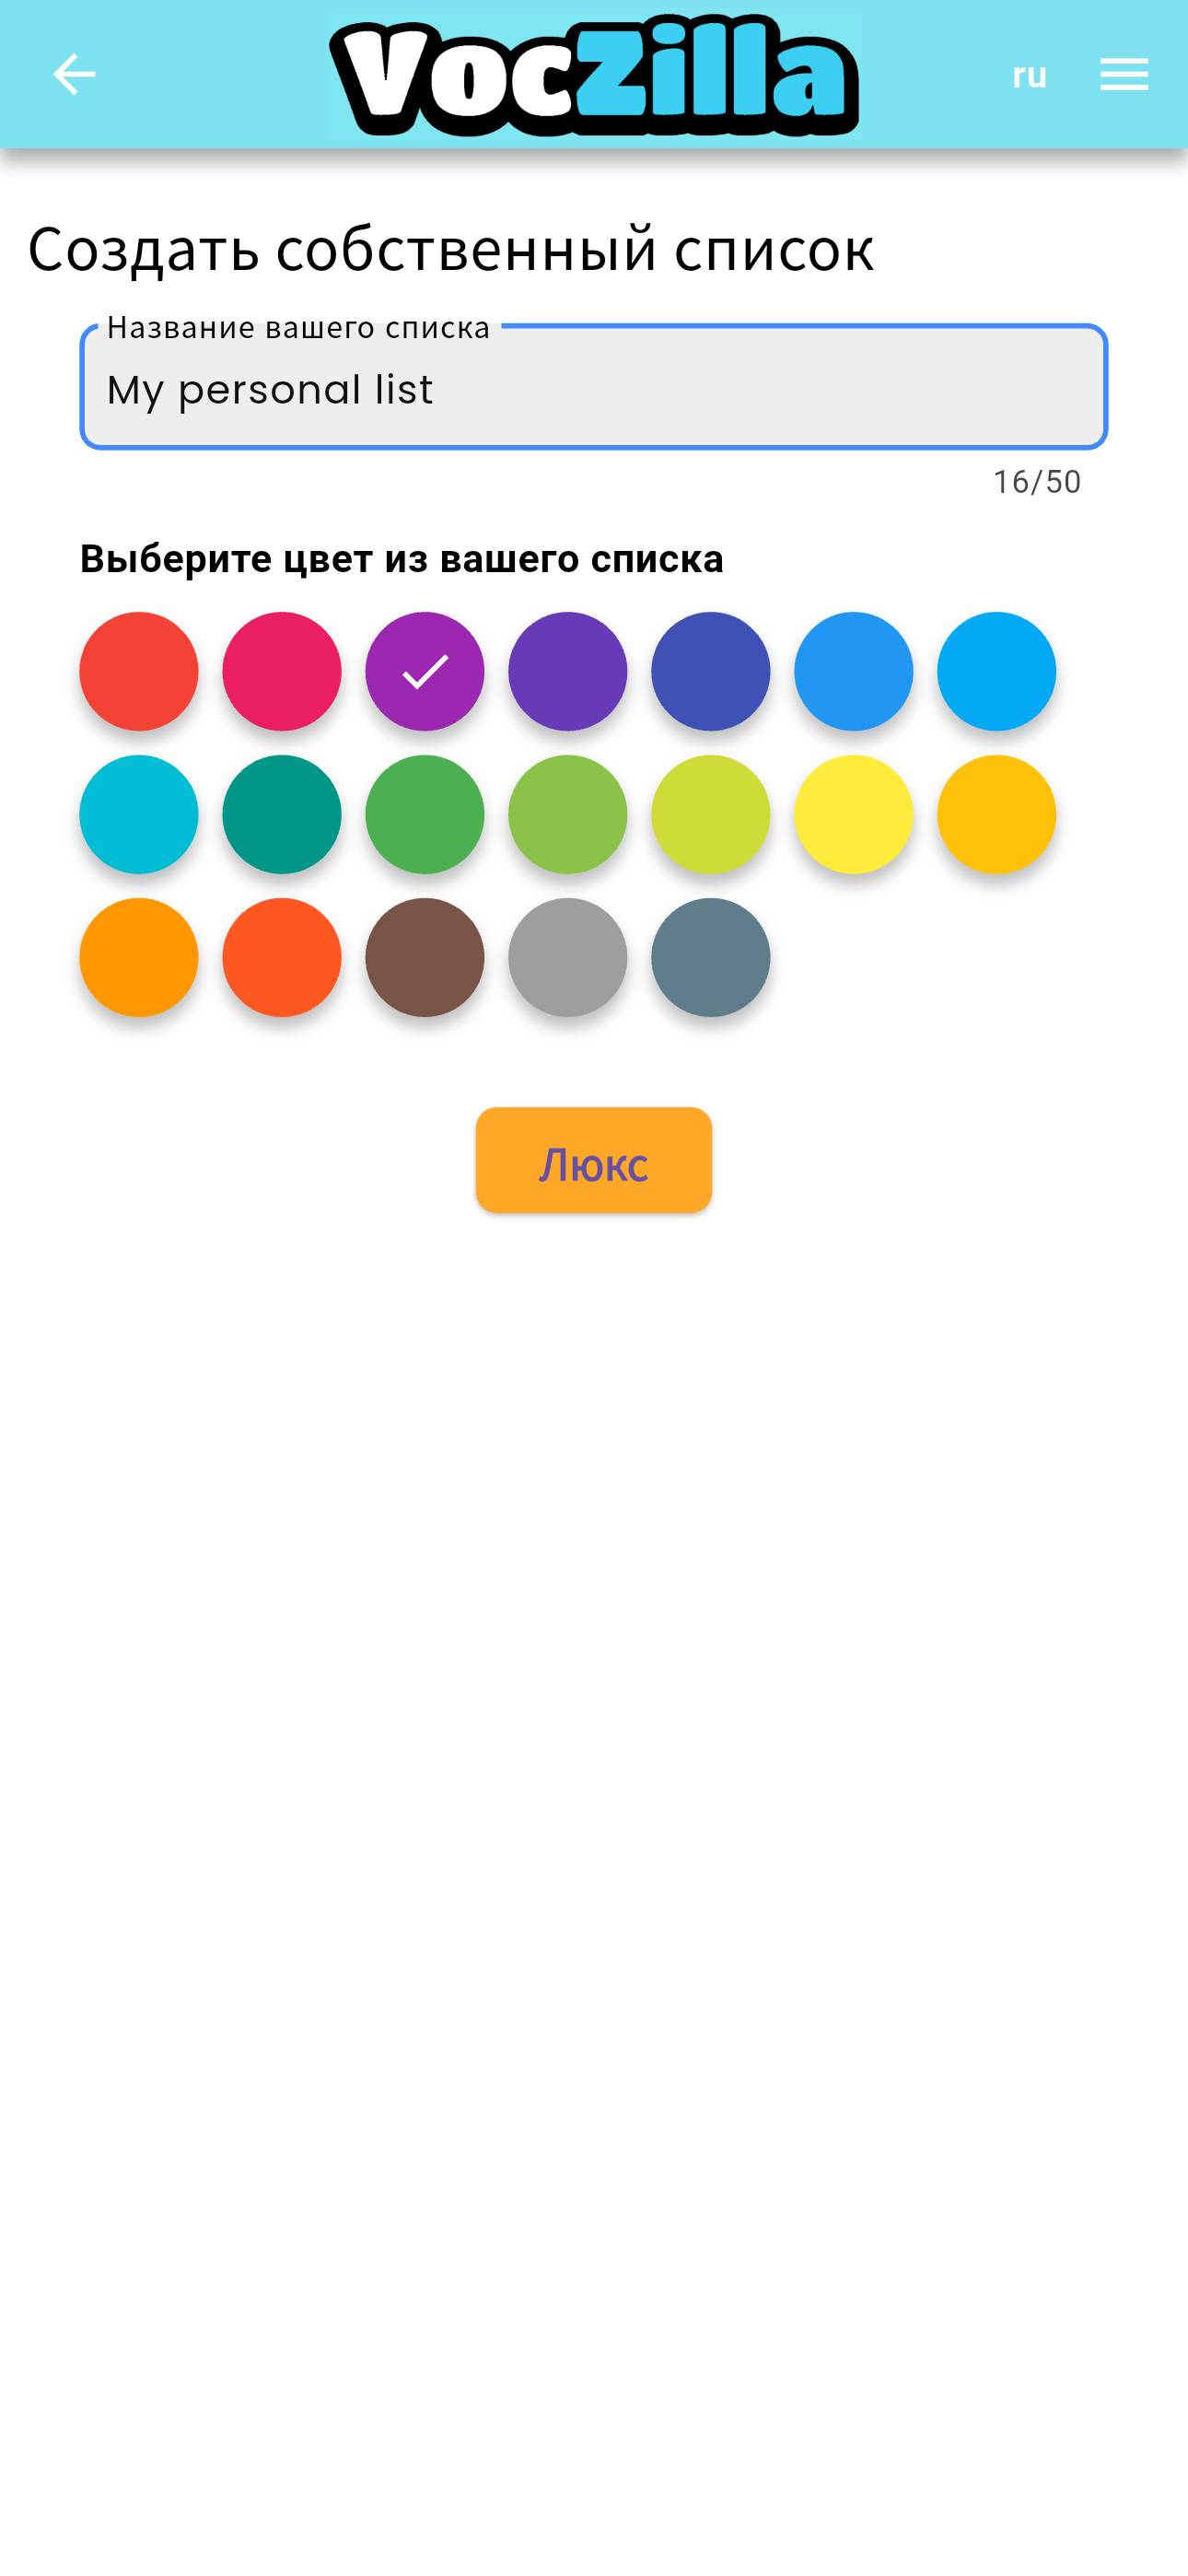 VocZilla
ru
Создать собственный список
Название вашего списка
My personal list
16/50
Выберите цвет из вашего списка
Люкс